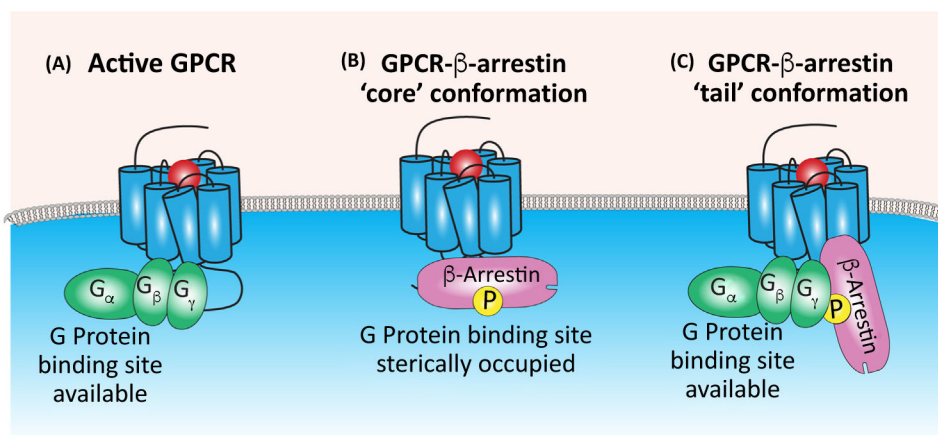 (A) Active GPCR
Gα
Gβ
Gγ
G Protein
binding site
available
(B) GPCR-β-arrestin
‘core’ conformation
β-Arrestin
P
G Protein binding site
sterically occupied
(C) GPCR-β-arrestin
‘tail’ conformation
Gα
Gβ
Gγ
P
β-Arrestin
G Protein
binding site
available